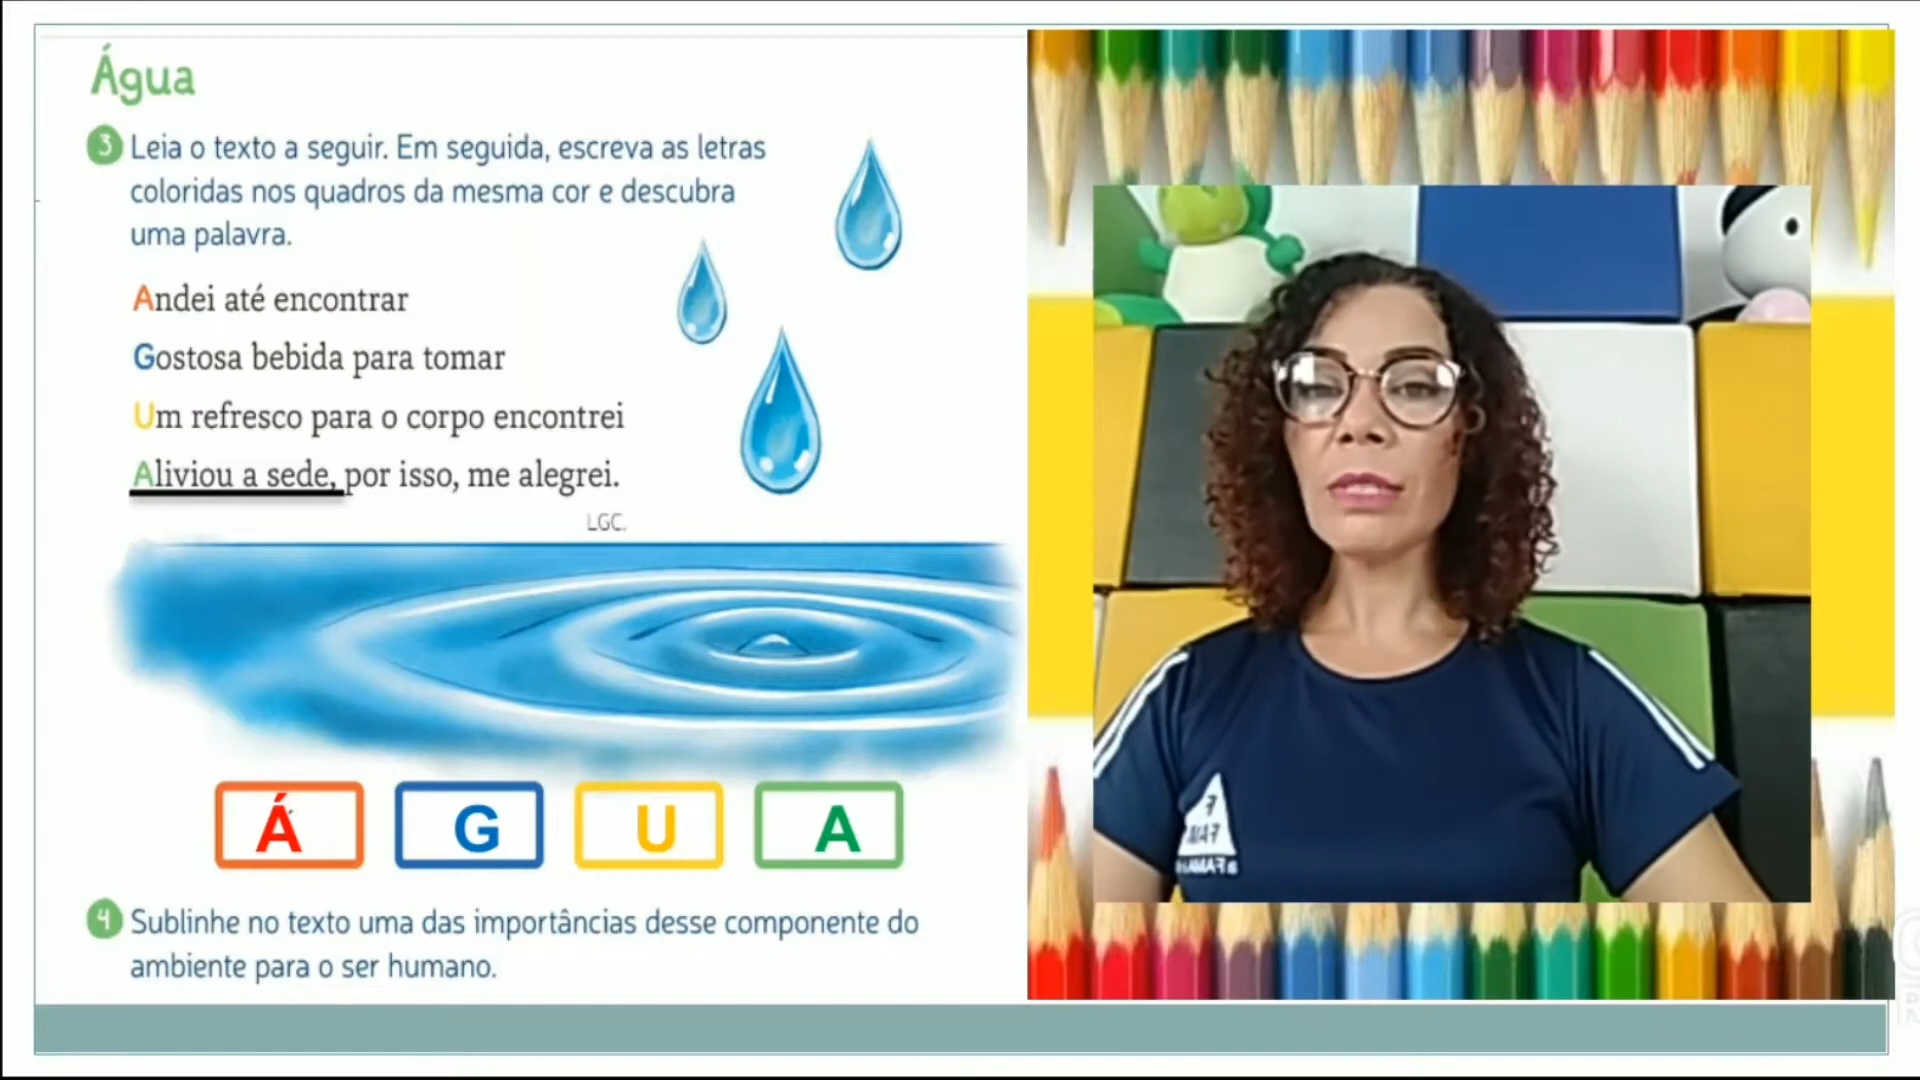 Água
3 Leia o texto a seguir. Em seguida, escreva as letras
coloridas nos quadros da mesma cor e descubra
uma palavra.
Andei até encontrar
Gostosa bebida para tomar
Um refresco para o corpo encontrei
Aliviou a sede, por isso, me alegrei.
LGC.
Á G U A
4 Sublinhe no texto uma das importâncias desse componente do
ambiente para o ser humano.